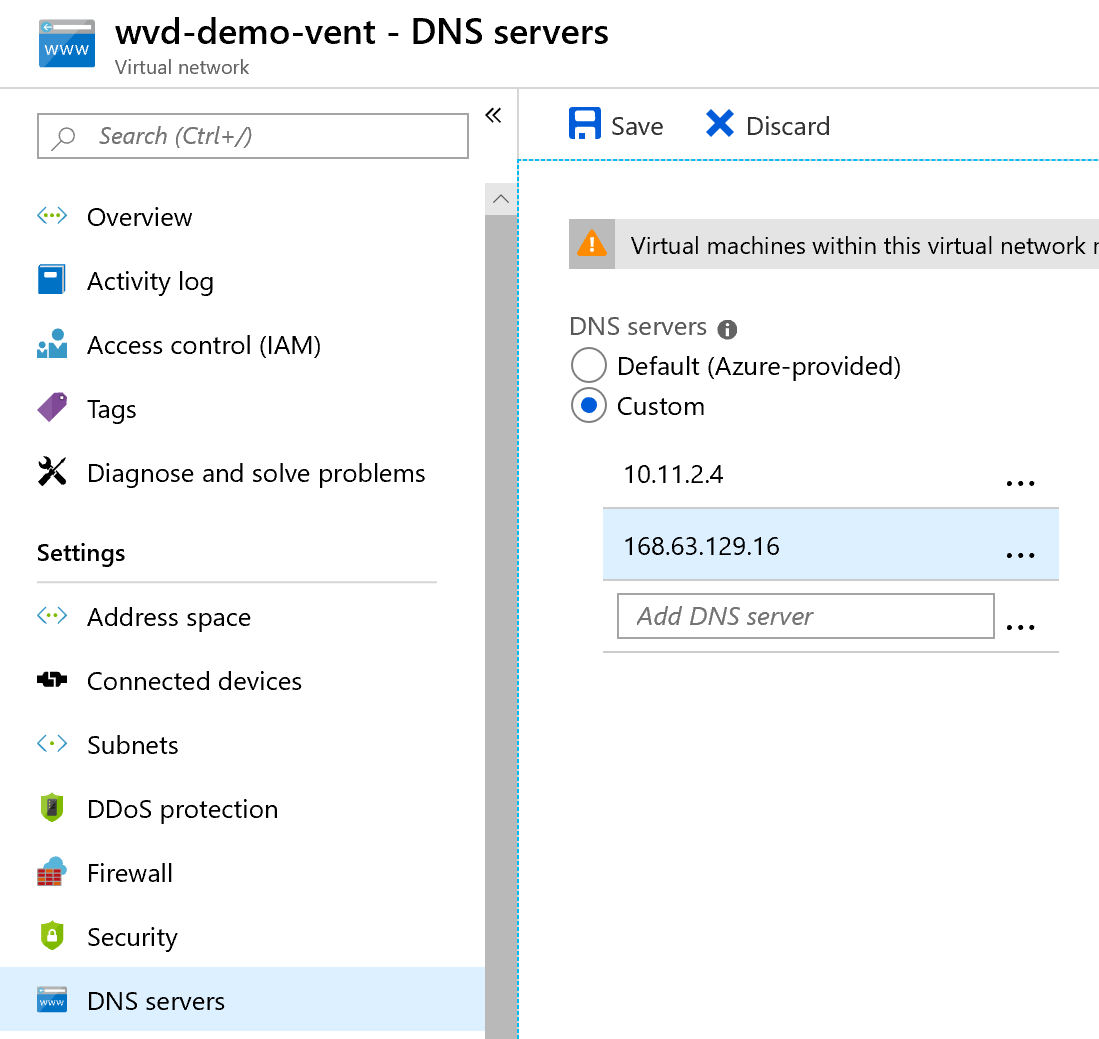 wvd-demo-vent - DNS servers
Virtual network
Search (Ctrl+/)
Overview
Activity log
Access control (IAM)
Tags
Diagnose and solve problems
Settings
Address space
Connected devices
Subnets
DDoS protection
Firewall
Security
www DNS servers
Save
Discard
Virtual machines within this virtual network
DNS servers
Default (Azure-provided)
Custom
10.11.2.4
...
168.63.129.16
...
Add DNS server
...
www